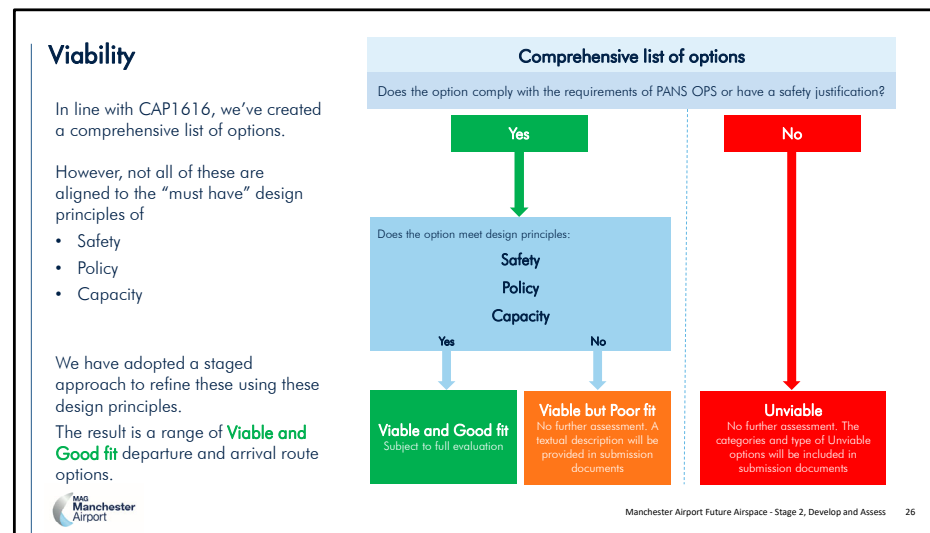 Viability
In line with CAP1616, we’ve created
a comprehensive list of options.
However, not all of these are
aligned to the “must have” design
principles of
• Safety
• Policy
• Capacity
We have adopted a staged
approach to refine these using these
design principles.
The result is a range of Viable and
Good fit departure and arrival route
options.
MAG
Manchester
Airport
Comprehensive list of options
Does the option comply with the requirements of PANS OPS or have a safety justification?
Yes
No
Does the option meet design principles:
Safety
Policy
Capacity
Yes
No
Viable and Good fit
Subject to full evaluation
Viable but Poor fit
No further assessment. A
textual description will be
provided in submission
documents
Unviable
No further assessment. The
categories and type of Unviable
options will be included in
submission documents
Manchester Airport Future Airspace - Stage 2, Develop and Assess 26